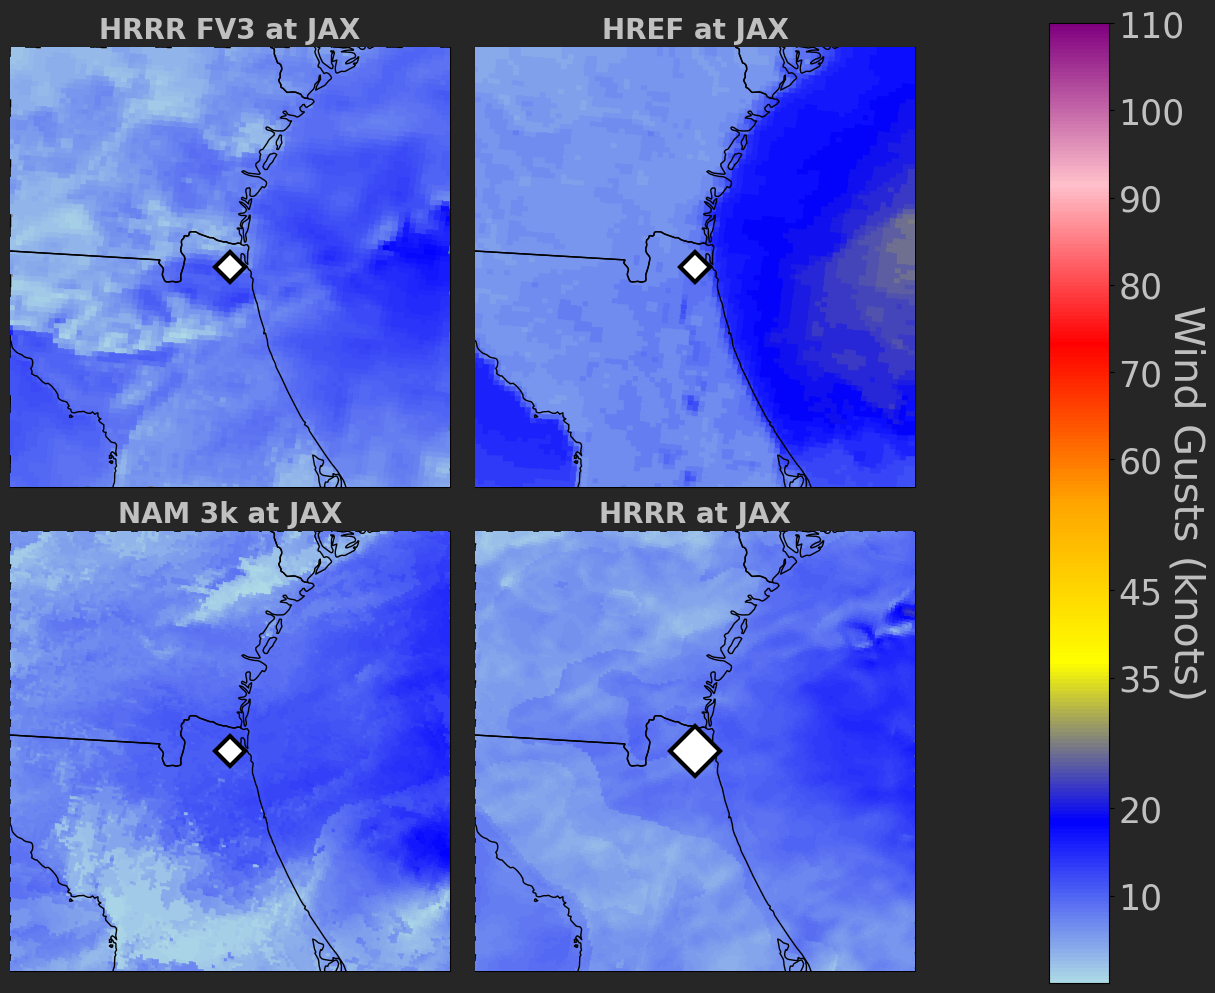 HRRR FV3 at JAX
HREF at JAX
NAM 3k at JAX
HRRR at JAX
110
100
90
80
70
60
45
35
20
10
Wind Gusts (knots)